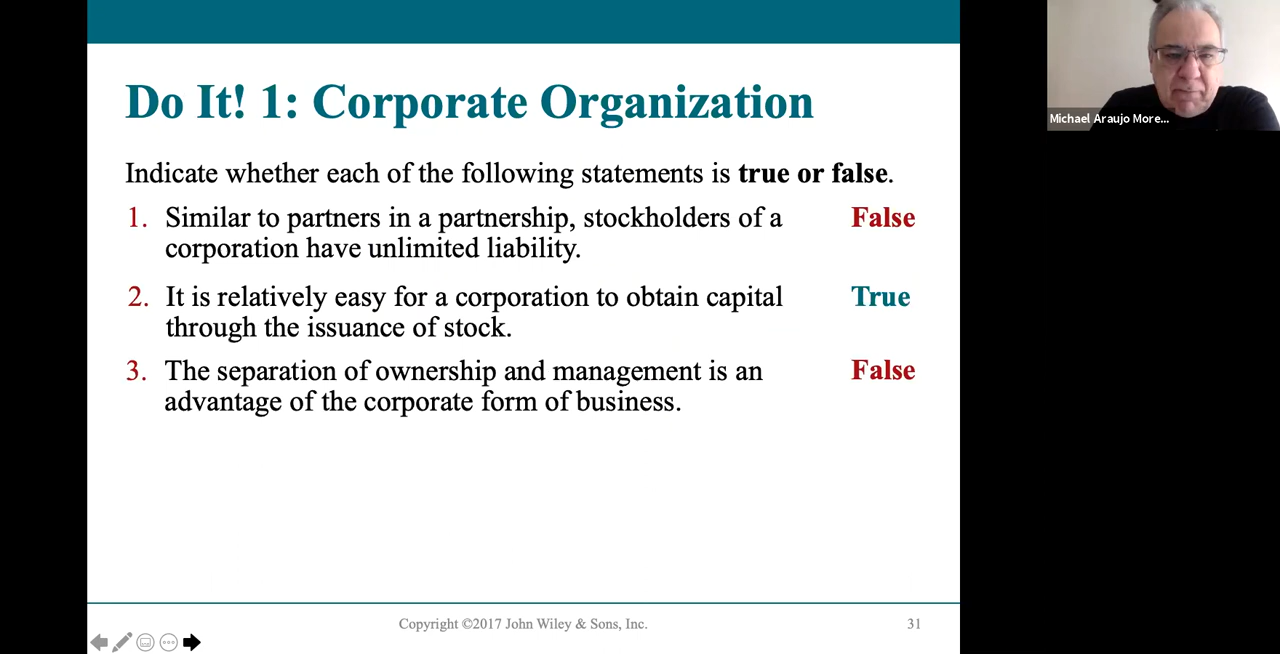 Do It! 1: Corporate Organization
Indicate whether each of the following statements is true or false.
1. Similar to partners in a partnership, stockholders of a False
corporation have unlimited liability.
2. It is relatively easy for a corporation to obtain capital True
through the issuance of stock.
3. The separation of ownership and management is an False
advantage of the corporate form of business.
Copyright ©2017 John Wiley & Sons, Inc. 31
Michael Araujo More...